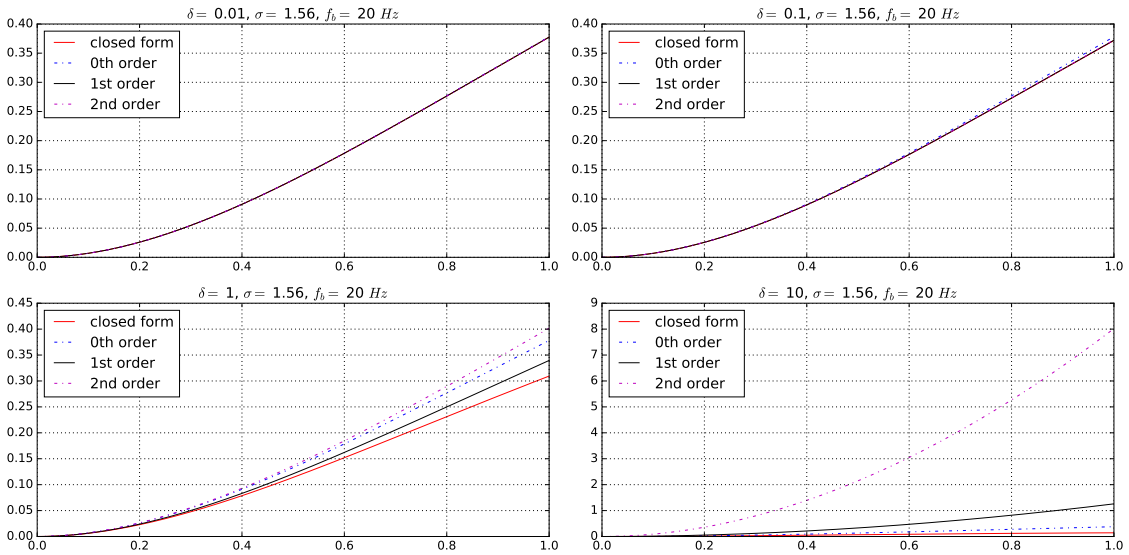 δ = 0.01, σ = 1.56, f_b = 20 Hz
0.40
0.35
0.30
0.25
0.20
0.15
0.10
0.05
0.00
closed form
0th order
1st order
2nd order
0.0 0.2 0.4 0.6 0.8 1.0
δ = 0.1, σ = 1.56, f_b = 20 Hz
0.40
0.35
0.30
0.25
0.20
0.15
0.10
0.05
0.00
closed form
0th order
1st order
2nd order
0.0 0.2 0.4 0.6 0.8 1.0
δ = 1, σ = 1.56, f_b = 20 Hz
0.45
0.40
0.35
0.30
0.25
0.20
0.15
0.10
0.05
0.00
closed form
0th order
1st order
2nd order
0.0 0.2 0.4 0.6 0.8 1.0
δ = 10, σ = 1.56, f_b = 20 Hz
9
8
7
6
5
4
3
2
1
0
closed form
0th order
1st order
2nd order
0.0 0.2 0.4 0.6 0.8 1.0